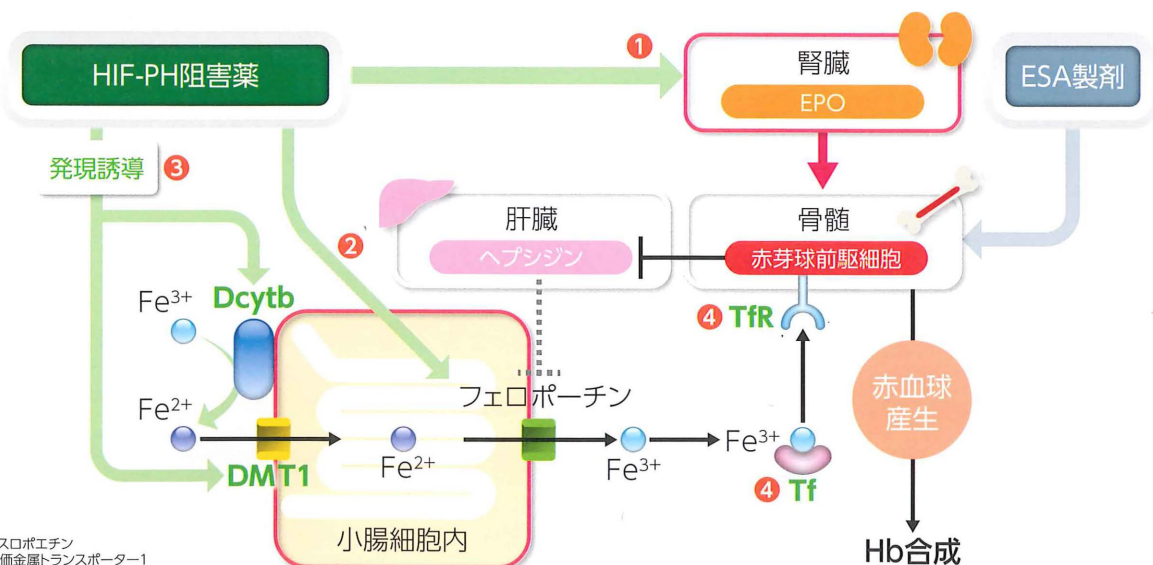 HIF-PH阻害薬
❶
腎臓
EPO
ESA製剤
発現誘導 ❸
❷
肝臓
ヘプシジン
骨髄
赤芽球前駆細胞
Fe³⁺
Dcytb
❹ TfR
フェロポーチン
赤血球
産生
Fe²⁺
DMT1
Fe²⁺
Fe³⁺
Fe³⁺
❹ Tf
小腸細胞内
Hb合成
スロポエチン
価金属トランスポーター1